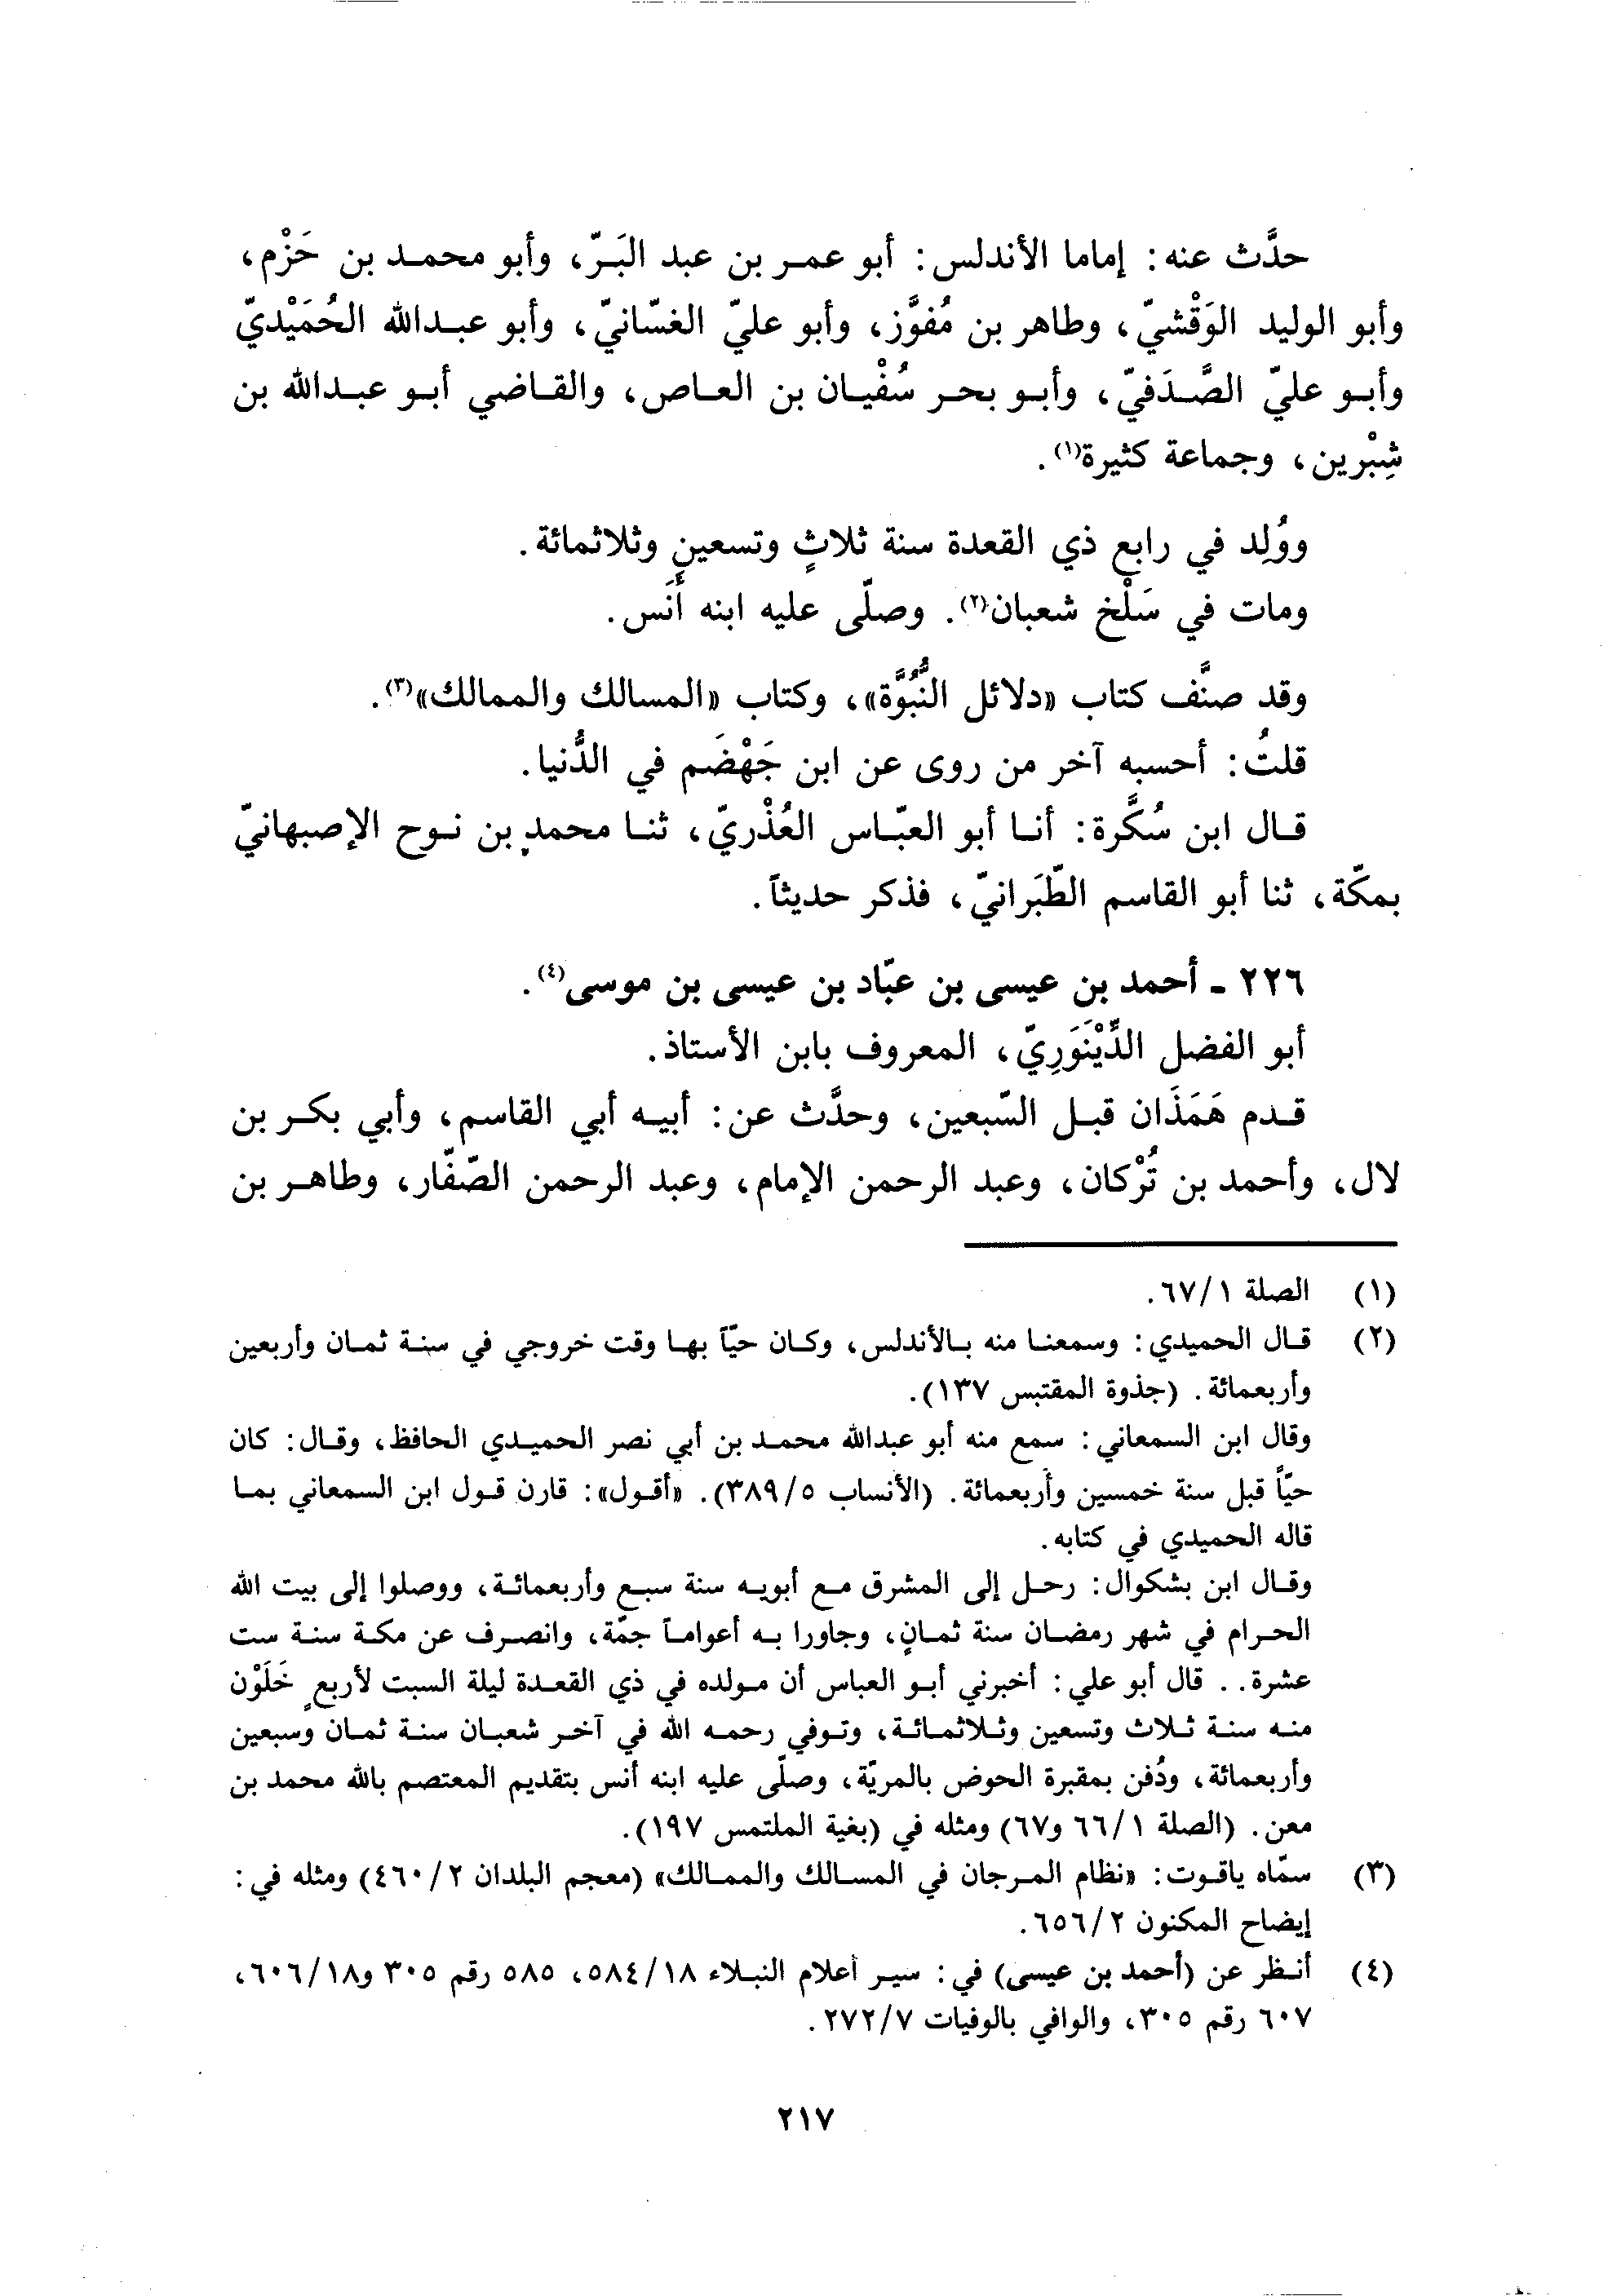 حدَّث عنه: إماما الأندلس: أبو عمر بن عبد البَرّ، وأبو محمد بن حَزْم،
وأبو الوليد الوَقْشيّ، وطاهر بن مُفوَّز، وأبو عليّ الغسّانيّ، وأبو عبدالله الحُمَيْديّ
وأبو عليّ الصَّدَفيّ، وأبو بحر سُفْيان بن العاص، والقاضي أبو عبدالله بن
شِبْرين، وجماعة كثيرة(١).
ووُلِد في رابع ذي القعدة سنة ثلاثٍ وتسعين وثلاثمائة.
ومات في سَلْخ شعبان(٢). وصلّى عليه ابنه أَنَس.
وقد صنَّف كتاب «دلائل النُّبُوَّة»، وكتاب «المسالك والممالك»(٣).
قلتُ: أحسبه آخر من روى عن ابن جَهْضَم في الدُّنيا.
قال ابن سُكَّرة: أنا أبو العبّاس العُذْريّ، ثنا محمد بن نوح الإصبهانيّ
بمكّة، ثنا أبو القاسم الطّبَرانيّ، فذكر حديثاً.
٢٢٦ - أحمد بن عيسى بن عبّاد بن عيسى بن موسى(٤).
أبو الفضل الدِّيْنَوَرِيّ، المعروف بابن الأستاذ.
قدم هَمَذَان قبل السّبعين، وحدَّث عن: أبيه أبي القاسم، وأبي بكر بن
لال، وأحمد بن تُرْكان، وعبد الرحمن الإمام، وعبد الرحمن الصّفّار، وطاهر بن
(١) الصلة ٦٧/١.
(٢) قال الحميدي: وسمعنا منه بالأندلس، وكان حيّاً بها وقت خروجي في سنة ثمان وأربعين
وأربعمائة. (جذوة المقتبس ١٣٧).
وقال ابن السمعاني: سمع منه أبو عبدالله محمد بن أبي نصر الحميدي الحافظ، وقال: كان
حيّاً قبل سنة خمسين وأربعمائة. (الأنساب ٣٨٩/٥). «أقول»: قارن قول ابن السمعاني بما
قاله الحميدي في كتابه.
وقال ابن بشكوال: رحل إلى المشرق مع أبويه سنة سبع وأربعمائة، ووصلوا إلى بيت الله
الحرام في شهر رمضان سنة ثمانٍ، وجاورا به أعواماً جمّة، وانصرف عن مكة سنة ست
عشرة.. قال أبو علي: أخبرني أبو العباس أن مولده في ذي القعدة ليلة السبت لأربعٍ خَلَوْن
منه سنة ثلاث وتسعين وثلاثمائة، وتوفي رحمه الله في آخر شعبان سنة ثمان وسبعين
وأربعمائة، ودُفن بمقبرة الحوض بالمريّة، وصلّى عليه ابنه أنس بتقديم المعتصم بالله محمد بن
معن. (الصلة ٦٦/١ و٦٧) ومثله في (بغية الملتمس ١٩٧).
(٣) سمّاه ياقوت: «نظام المرجان في المسالك والممالك» (معجم البلدان ٤٦٠/٢) ومثله في:
إيضاح المكنون ٦٥٦/٢.
(٤) أنظر عن (أحمد بن عيسى) في: سير أعلام النبلاء ٥٨٤/١٨، ٥٨٥ رقم ٣٠٥ و٦٠٦/١٨،
٦٠٧ رقم ٣٠٥، والوافي بالوفيات ٢٧٢/٧.
٢١٧